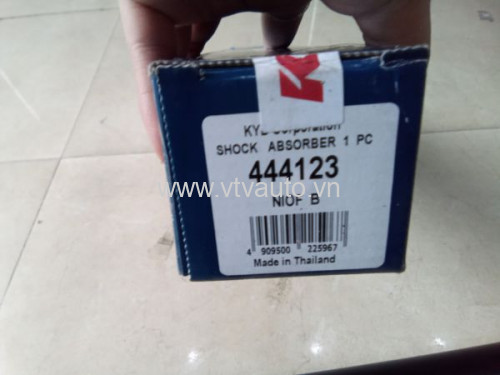 KYB Corporation
SHOCK ABSORBER 1 PC
444123
www.vtvauto.vn
NIOF B
4 909500 225967
Made in Thailand